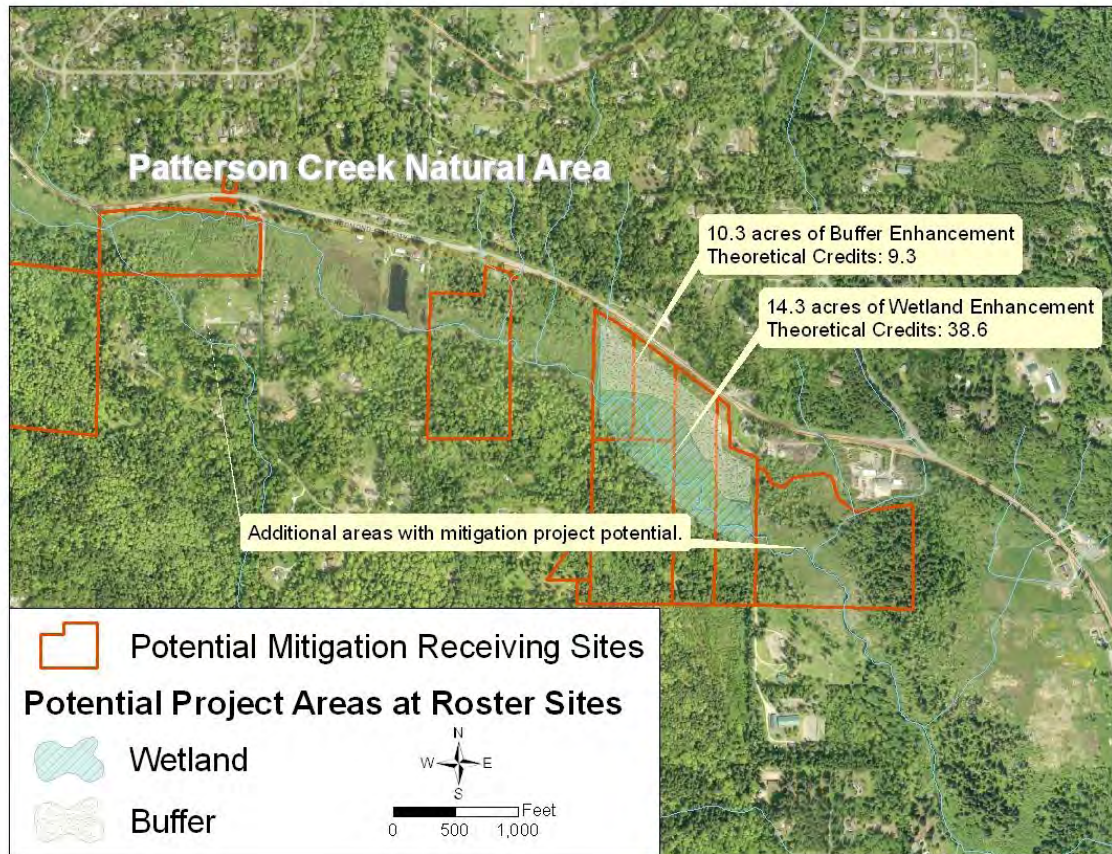 Patterson Creek Natural Area
10.3 acres of Buffer Enhancement
Theoretical Credits: 9.3
14.3 acres of Wetland Enhancement
Theoretical Credits: 38.6
Additional areas with mitigation project potential.
Potential Mitigation Receiving Sites
Potential Project Areas at Roster Sites
Wetland
Buffer
N
W E
S
Feet
0 500 1,000